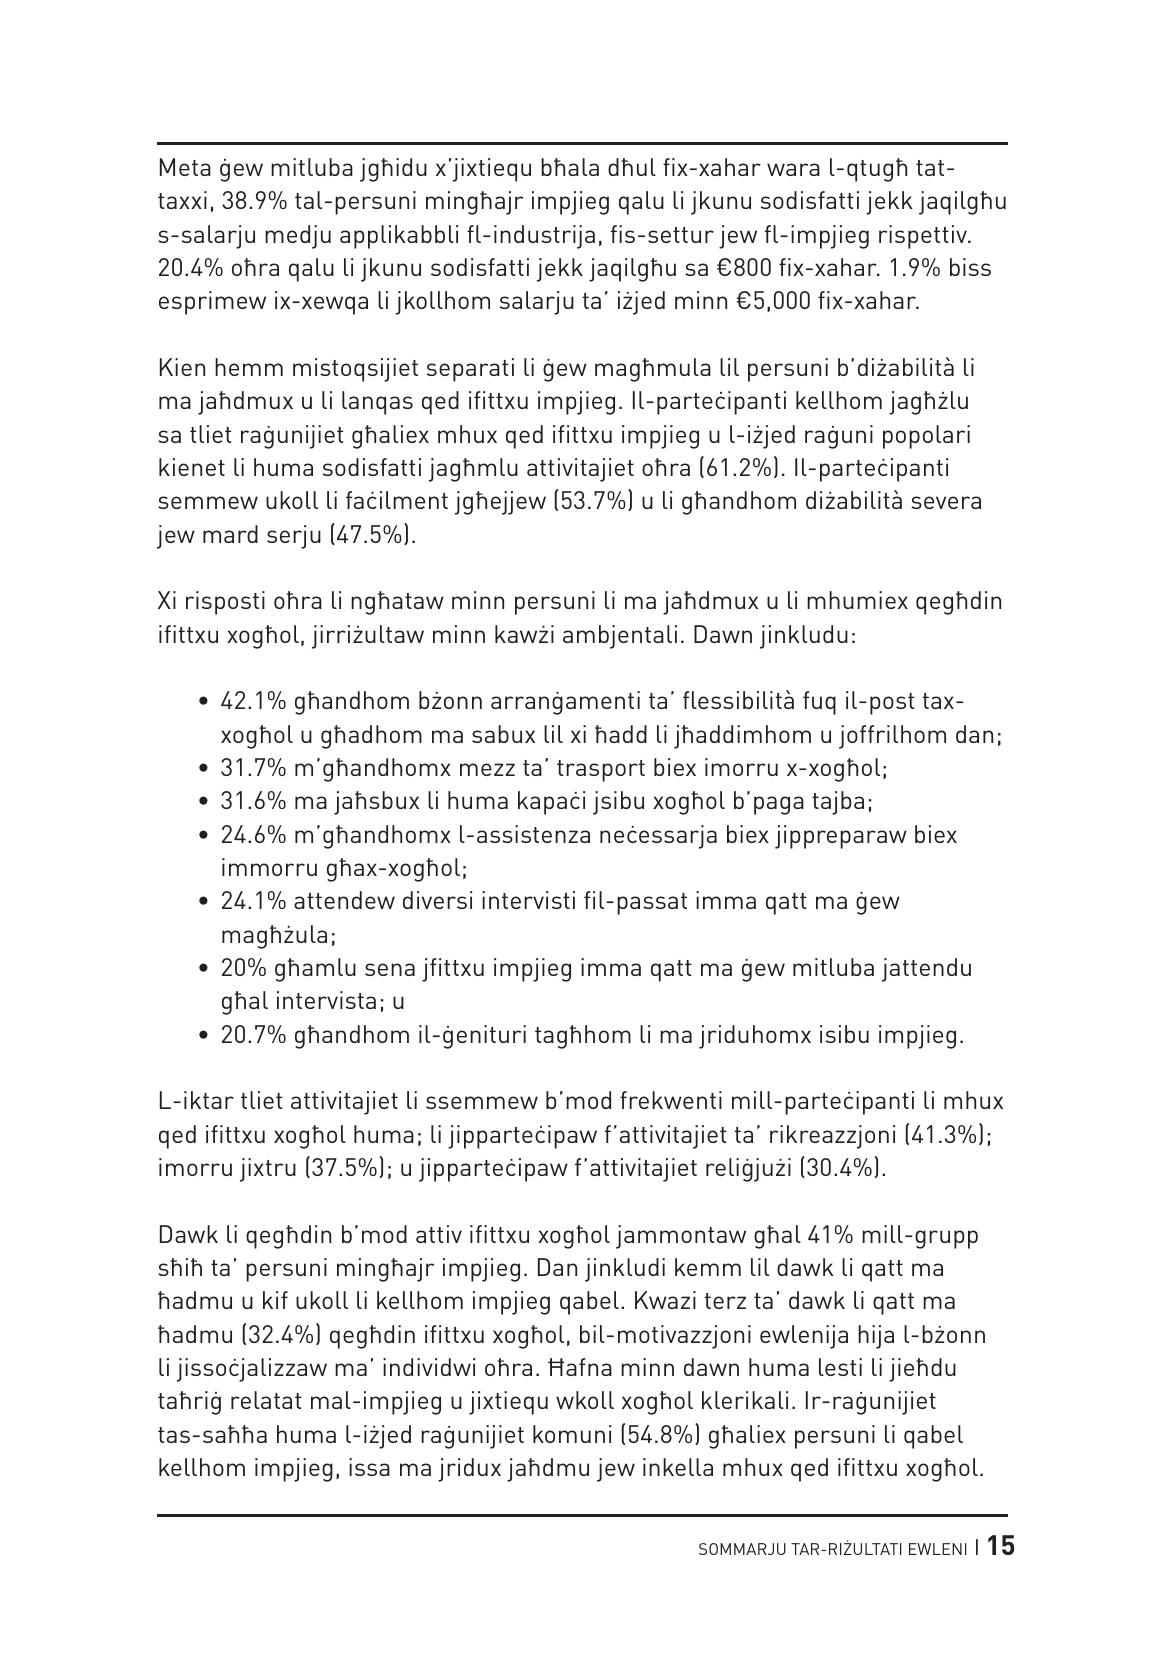 Meta ġew mitluba jgħidu x’jixtiequ bħala dħul fix-xahar wara l-qtugħ tat-
taxxi, 38.9% tal-persuni mingħajr impjieg qalu li jkunu sodisfatti jekk jaqilgħu
s-salarju medju applikabbli fl-industrija, fis-settur jew fl-impjieg rispettiv.
20.4% oħra qalu li jkunu sodisfatti jekk jaqilgħu sa €800 fix-xahar. 1.9% biss
esprimew ix-xewqa li jkollhom salarju ta’ iżjed minn €5,000 fix-xahar.
Kien hemm mistoqsijiet separati li ġew magħmula lil persuni b’diżabilità li
ma jaħdmux u li lanqas qed ifittxu impjieg. Il-parteċipanti kellhom jagħżlu
sa tliet raġunijiet għaliex mhux qed ifittxu impjieg u l-iżjed raġuni popolari
kienet li huma sodisfatti jagħmlu attivitajiet oħra (61.2%). Il-parteċipanti
semmew ukoll li faċilment jgħejjew (53.7%) u li għandhom diżabilità severa
jew mard serju (47.5%).
Xi risposti oħra li ngħataw minn persuni li ma jaħdmux u li mhumiex qegħdin
ifittxu xogħol, jirriżultaw minn kawżi ambjentali. Dawn jinkludu:
• 42.1% għandhom bżonn arranġamenti ta’ flessibilità fuq il-post tax-
xogħol u għadhom ma sabux lil xi ħadd li jħaddimhom u joffrilhom dan;
• 31.7% m’għandhomx mezz ta’ trasport biex imorru x-xogħol;
• 31.6% ma jaħsbux li huma kapaċi jsibu xogħol b’paga tajba;
• 24.6% m’għandhomx l-assistenza neċessarja biex jippreparaw biex
immorru għax-xogħol;
• 24.1% attendew diversi intervisti fil-passat imma qatt ma ġew
magħżula;
• 20% għamlu sena jfittxu impjieg imma qatt ma ġew mitluba jattendu
għal intervista; u
• 20.7% għandhom il-ġenituri tagħhom li ma jriduhomx isibu impjieg.
L-iktar tliet attivitajiet li ssemmew b’mod frekwenti mill-parteċipanti li mhux
qed ifittxu xogħol huma; li jipparteċipaw f’attivitajiet ta’ rikreazzjoni (41.3%);
imorru jixtru (37.5%); u jipparteċipaw f’attivitajiet reliġjużi (30.4%).
Dawk li qegħdin b’mod attiv ifittxu xogħol jammontaw għal 41% mill-grupp
sħiħ ta’ persuni mingħajr impjieg. Dan jinkludi kemm lil dawk li qatt ma
ħadmu u kif ukoll li kellhom impjieg qabel. Kwazi terz ta’ dawk li qatt ma
ħadmu (32.4%) qegħdin ifittxu xogħol, bil-motivazzjoni ewlenija hija l-bżonn
li jissoċjalizzaw ma’ individwi oħra. Ħafna minn dawn huma lesti li jieħdu
taħriġ relatat mal-impjieg u jixtiequ wkoll xogħol klerikali. Ir-raġunijiet
tas-saħħa huma l-iżjed raġunijiet komuni (54.8%) għaliex persuni li qabel
kellhom impjieg, issa ma jridux jaħdmu jew inkella mhux qed ifittxu xogħol.
SOMMARJU TAR-RIŻULTATI EWLENI | 15